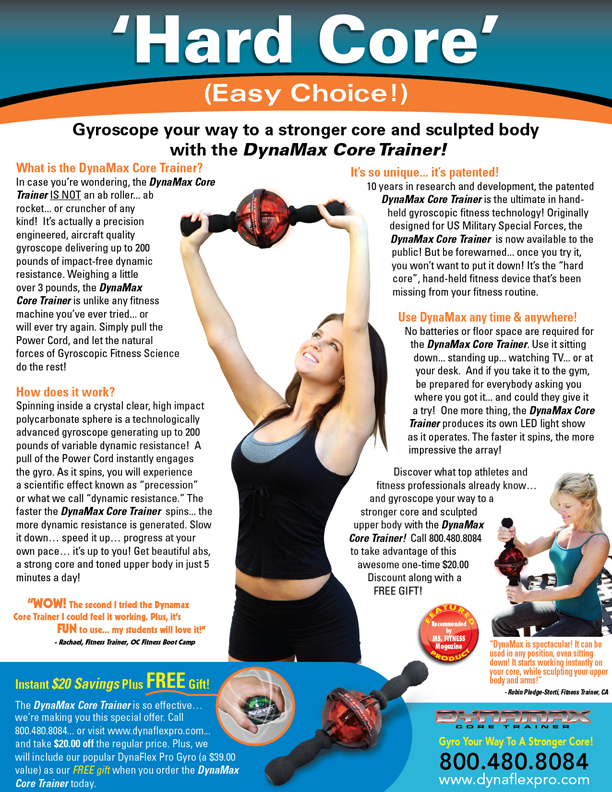 ‘Hard Core’
(Easy Choice!)
Gyroscope your way to a stronger core and sculpted body
with the DynaMax Core Trainer!
What is the DynaMax Core Trainer?
In case you’re wondering, the DynaMax Core
Trainer IS NOT an ab roller... ab
rocket... or cruncher of any
kind!  It’s actually a precision
engineered, aircraft quality
gyroscope delivering up to 200
pounds of impact-free dynamic
resistance. Weighing a little
over 3 pounds, the DynaMax
Core Trainer is unlike any fitness
machine you’ve ever tried... or
will ever try again. Simply pull the
Power Cord, and let the natural
forces of Gyroscopic Fitness Science
do the rest!
How does it work?
Spinning inside a crystal clear, high impact
polycarbonate sphere is a technologically
advanced gyroscope generating up to 200
pounds of variable dynamic resistance!  A
pull of the Power Cord instantly engages
the gyro. As it spins, you will experience
a scientific effect known as “precession”
or what we call “dynamic resistance.” The
faster the DynaMax Core Trainer  spins... the
more dynamic resistance is generated. Slow
it down… speed it up… progress at your
own pace… it’s up to you! Get beautiful abs,
a strong core and toned upper body in just 5
minutes a day!
“WOW! The second I tried the Dynamax
Core Trainer I could feel it working. Plus, it’s
FUN to use... my students will love it!”
- Rachael, Fitness Trainer, OC Fitness Boot Camp
It’s so unique... it’s patented!
10 years in research and development, the patented
DynaMax Core Trainer is the ultimate in hand-
held gyroscopic fitness technology! Originally
designed for US Military Special Forces, the
DynaMax Core Trainer  is now available to the
public! But be forewarned... once you try it,
you won’t want to put it down! It’s the “hard
core”, hand-held fitness device that’s been
missing from your fitness routine.
Use DynaMax any time & anywhere!
No batteries or floor space are required for
the DynaMax Core Trainer. Use it sitting
down... standing up... watching TV... or at
your desk.  And if you take it to the gym,
be prepared for everybody asking you
where you got it... and could they give it
a try!  One more thing, the DynaMax Core
Trainer produces its own LED light show
as it operates. The faster it spins, the more
impressive the array!
Discover what top athletes and
fitness professionals already know…
and gyroscope your way to a
stronger core and sculpted
upper body with the DynaMax
Core Trainer!  Call 800.480.8084
to take advantage of this
awesome one-time $20.00
Discount along with a
FREE GIFT!
FEATURED
Recommended
by
MS. FITNESS
Magazine
PRODUCT
“DynaMax is spectacular! It can be
used in any position, even sitting
down! It starts working instantly on
your core, while sculpting your upper
body and arms!”
- Robin Pledge-Storti, Fitness Trainer, CA
Instant $20 Savings Plus FREE Gift!
The DynaMax Core Trainer is so effective…
we’re making you this special offer. Call
800.480.8084... or visit www.dynaflexpro.com...
and take $20.00 off the regular price. Plus, we
will include our popular DynaFlex Pro Gyro (a $39.00
value) as our FREE gift when you order the DynaMax
Core Trainer today.
DYNAMAX
CORE TRAINER
Gyro Your Way To A Stronger Core!
800.480.8084
www.dynaflexpro.com